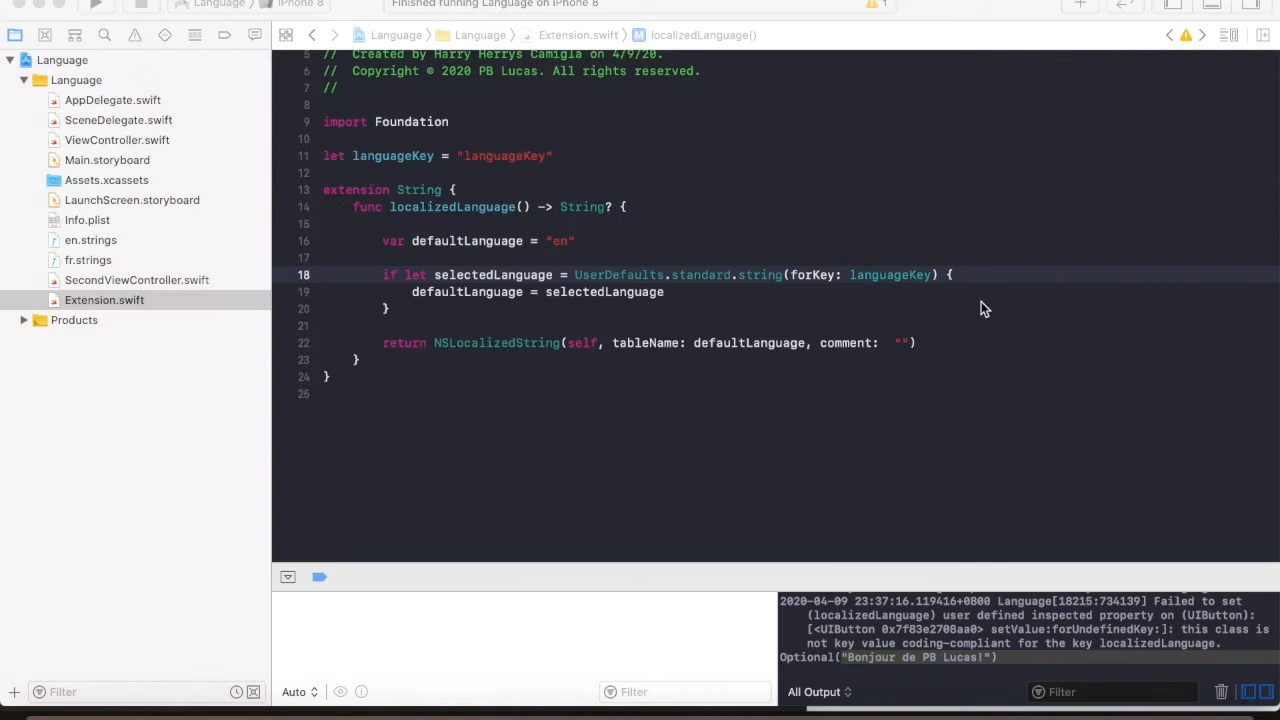 Language
iPhone 8
Finished running Language on iPhone 8
1
Language
Language
Extension.swift
M
localizedLanguage()
Language
Language
AppDelegate.swift
SceneDelegate.swift
ViewController.swift
Main.storyboard
Assets.xcassets
LaunchScreen.storyboard
Info.plist
en.strings
fr.strings
SecondViewController.swift
Extension.swift
Products
5 // Created by Harry Herrys Camigla on 4/9/20.
6 // Copyright © 2020 PB Lucas. All rights reserved.
7 //
8
9 import Foundation
10
11 let languageKey = "languageKey"
12
13 extension String {
14 func localizedLanguage() -> String? {
15
16 var defaultLanguage = "en"
17
18 if let selectedLanguage = UserDefaults.standard.string(forKey: languageKey) {
19 defaultLanguage = selectedLanguage
20 }
21
22 return NSLocalizedString(self, tableName: defaultLanguage, comment: "")
23 }
24 }
25
2020-04-09 23:37:16.119416+0800 Language[18215:734139] Failed to set
(localizedLanguage) user defined inspected property on (UIButton):
[<UIButton 0x7f83e2708aa0> setValue:forUndefinedKey:]: this class is
not key value coding-compliant for the key localizedLanguage.
Optional("Bonjour de PB Lucas!")
Filter
Auto
Filter
All Output
Filter